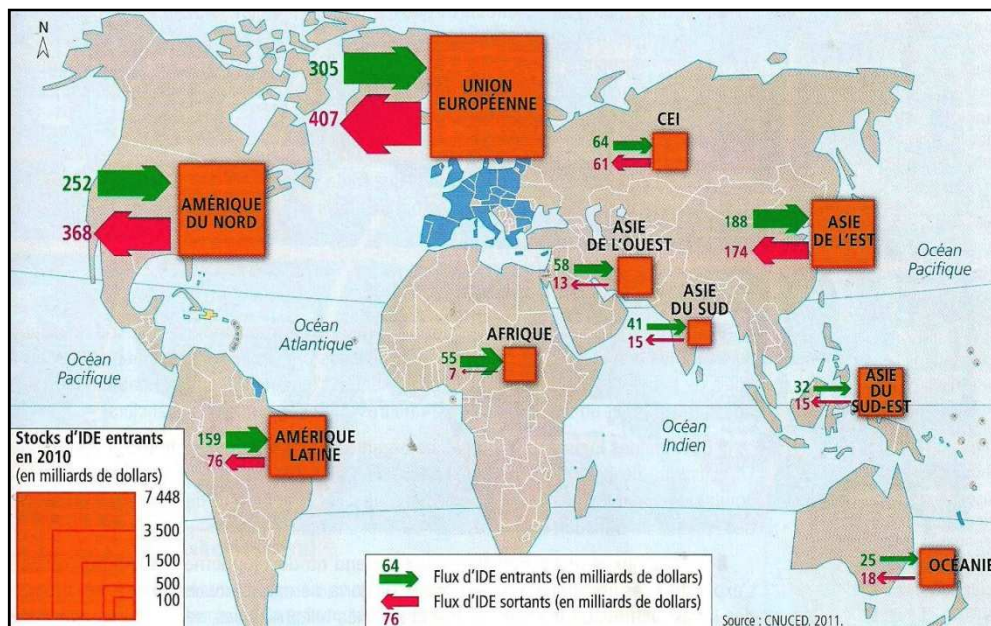 N
305
407
UNION
EUROPÉENNE
CEI
64
61
252
368
AMÉRIQUE
DU NORD
188
174
ASIE
DE L'EST
ASIE
DE L'OUEST
58
13
Océan
Pacifique
ASIE
DU SUD
41
15
Océan
Atlantique
AFRIQUE
55
7
Océan
Pacifique
32
15
ASIE
DU
SUD-EST
Océan
Indien
159
76
AMÉRIQUE
LATINE
25
18
OCÉANIE
Stocks d'IDE entrants
en 2010
(en milliards de dollars)
7 448
3 500
1 500
500
100
64
Flux d'IDE entrants (en milliards de dollars)
Flux d'IDE sortants (en milliards de dollars)
76
Source : CNUCED, 2011.